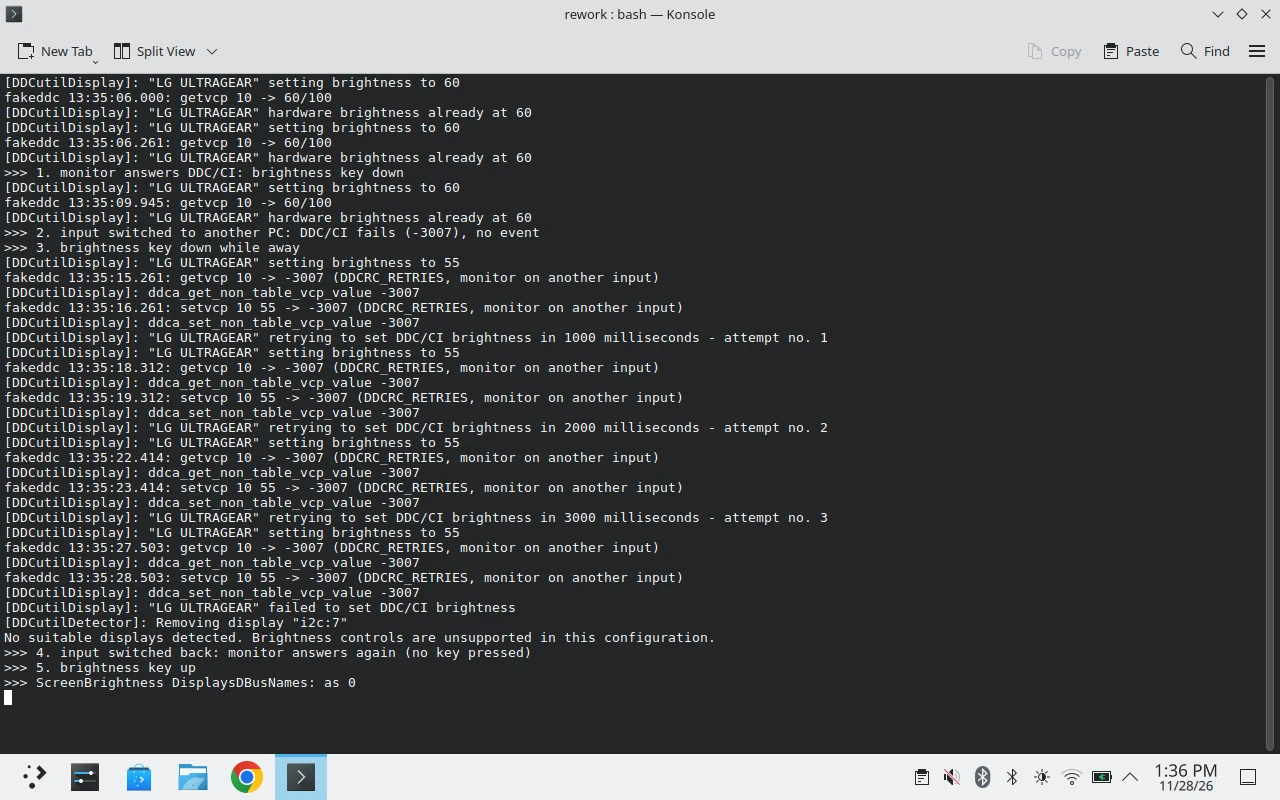 rework : bash — Konsole
New Tab
Split View
Copy
Paste
Find
[DDCutilDisplay]: "LG ULTRAGEAR" setting brightness to 60
fakeddc 13:35:06.000: getvcp 10 -> 60/100
[DDCutilDisplay]: "LG ULTRAGEAR" hardware brightness already at 60
[DDCutilDisplay]: "LG ULTRAGEAR" setting brightness to 60
fakeddc 13:35:06.261: getvcp 10 -> 60/100
[DDCutilDisplay]: "LG ULTRAGEAR" hardware brightness already at 60
>>> 1. monitor answers DDC/CI: brightness key down
[DDCutilDisplay]: "LG ULTRAGEAR" setting brightness to 60
fakeddc 13:35:09.945: getvcp 10 -> 60/100
[DDCutilDisplay]: "LG ULTRAGEAR" hardware brightness already at 60
>>> 2. input switched to another PC: DDC/CI fails (-3007), no event
>>> 3. brightness key down while away
[DDCutilDisplay]: "LG ULTRAGEAR" setting brightness to 55
fakeddc 13:35:15.261: getvcp 10 -> -3007 (DDCRC_RETRIES, monitor on another input)
[DDCutilDisplay]: ddca_get_non_table_vcp_value -3007
fakeddc 13:35:16.261: setvcp 10 55 -> -3007 (DDCRC_RETRIES, monitor on another input)
[DDCutilDisplay]: ddca_set_non_table_vcp_value -3007
[DDCutilDisplay]: "LG ULTRAGEAR" retrying to set DDC/CI brightness in 1000 milliseconds - attempt no. 1
[DDCutilDisplay]: "LG ULTRAGEAR" setting brightness to 55
fakeddc 13:35:18.312: getvcp 10 -> -3007 (DDCRC_RETRIES, monitor on another input)
[DDCutilDisplay]: ddca_get_non_table_vcp_value -3007
fakeddc 13:35:19.312: setvcp 10 55 -> -3007 (DDCRC_RETRIES, monitor on another input)
[DDCutilDisplay]: ddca_set_non_table_vcp_value -3007
[DDCutilDisplay]: "LG ULTRAGEAR" retrying to set DDC/CI brightness in 2000 milliseconds - attempt no. 2
[DDCutilDisplay]: "LG ULTRAGEAR" setting brightness to 55
fakeddc 13:35:22.414: getvcp 10 -> -3007 (DDCRC_RETRIES, monitor on another input)
[DDCutilDisplay]: ddca_get_non_table_vcp_value -3007
fakeddc 13:35:23.414: setvcp 10 55 -> -3007 (DDCRC_RETRIES, monitor on another input)
[DDCutilDisplay]: ddca_set_non_table_vcp_value -3007
[DDCutilDisplay]: "LG ULTRAGEAR" retrying to set DDC/CI brightness in 3000 milliseconds - attempt no. 3
[DDCutilDisplay]: "LG ULTRAGEAR" setting brightness to 55
fakeddc 13:35:27.503: getvcp 10 -> -3007 (DDCRC_RETRIES, monitor on another input)
[DDCutilDisplay]: ddca_get_non_table_vcp_value -3007
fakeddc 13:35:28.503: setvcp 10 55 -> -3007 (DDCRC_RETRIES, monitor on another input)
[DDCutilDisplay]: ddca_set_non_table_vcp_value -3007
[DDCutilDisplay]: "LG ULTRAGEAR" failed to set DDC/CI brightness
[DDCutilDetector]: Removing display "i2c:7"
No suitable displays detected. Brightness controls are unsupported in this configuration.
>>> 4. input switched back: monitor answers again (no key pressed)
>>> 5. brightness key up
>>> ScreenBrightness DisplaysDBusNames: as 0
1:36 PM
11/28/26